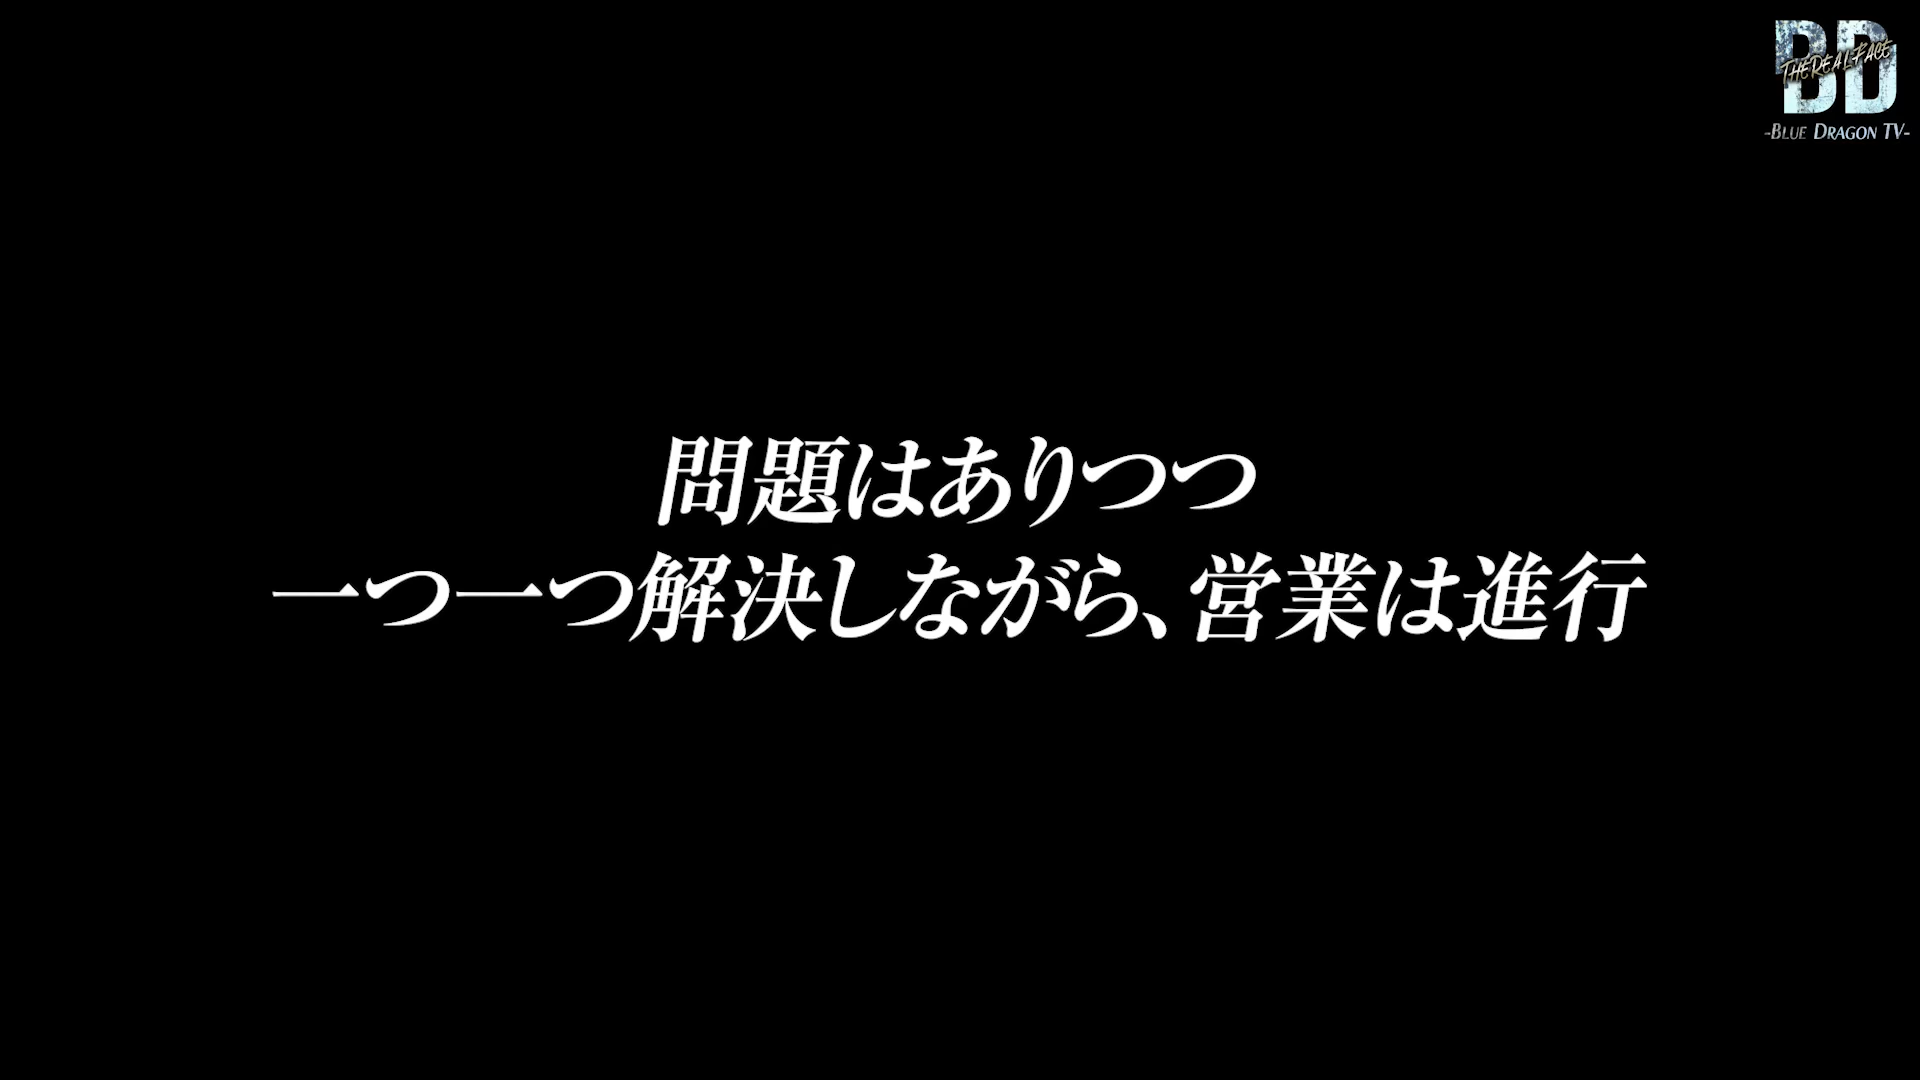 BD
THE REAL FACE
-BLUE DRAGON TV-
問題はありつつ
一つ一つ解決しながら、営業は進行